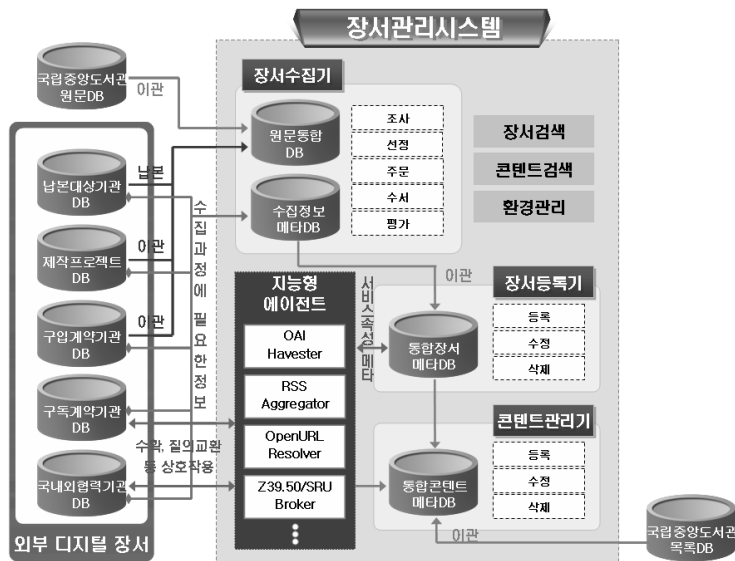 장서관리시스템
국립중앙도서관
원문DB
이관
장서수집기
원문통합
DB
조사
선정
주문
수서
평가
수집정보
메타DB
장서검색
콘텐트검색
환경관리
납본대상기관
DB
납본
제작프로젝트
DB
이관
구입계약기관
DB
이관
구독계약기관
DB
국내외협력기관
DB
외부 디지털 장서
수집과정에 필요한정보
수확, 질의교환
등 상호작용
지능형
에이전트
OAI
Havester
RSS
Aggregator
OpenURL
Resolver
Z39.50/SRU
Broker
서비스속성 메타
이관
장서등록기
통합장서
메타DB
등록
수정
삭제
콘텐트관리기
통합콘텐트
메타DB
등록
수정
삭제
이관
국립중앙도서관
목록DB